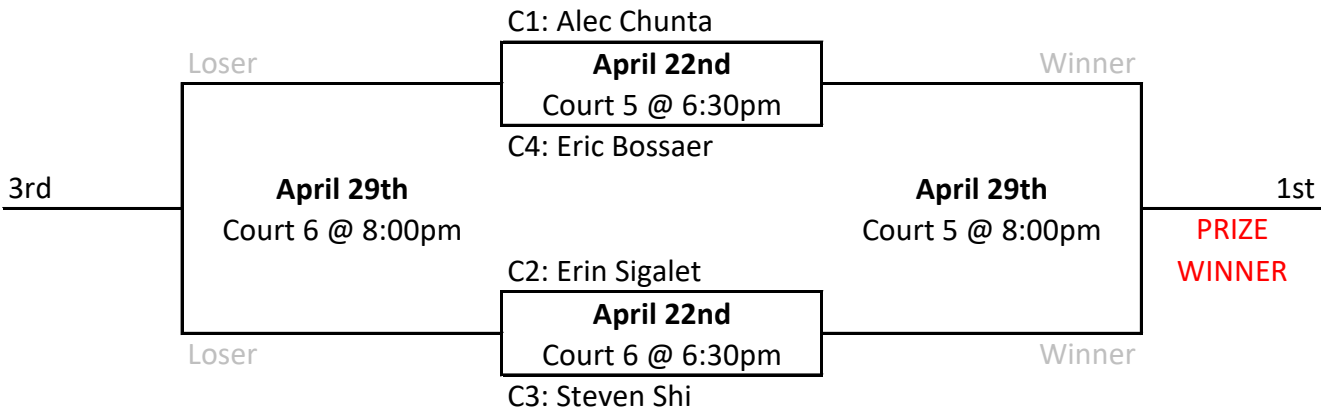 C1: Alec Chunta
Loser
April 22nd
Winner
Court 5 @ 6:30pm
C4: Eric Bossaer
3rd
April 29th
April 29th
1st
Court 6 @ 8:00pm
Court 5 @ 8:00pm
PRIZE
WINNER
C2: Erin Sigalet
April 22nd
Loser
Court 6 @ 6:30pm
Winner
C3: Steven Shi